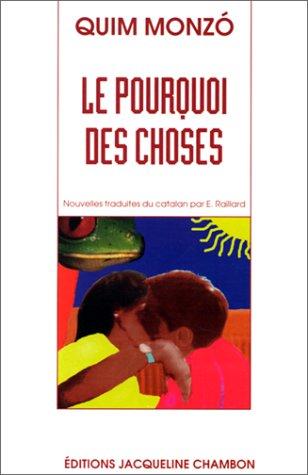 QUIM MONZÓ
LE POURQUOI
DES CHOSES
Nouvelles traduites du catalan par E. Raillard
ÉDITIONS JACQUELINE CHAMBON